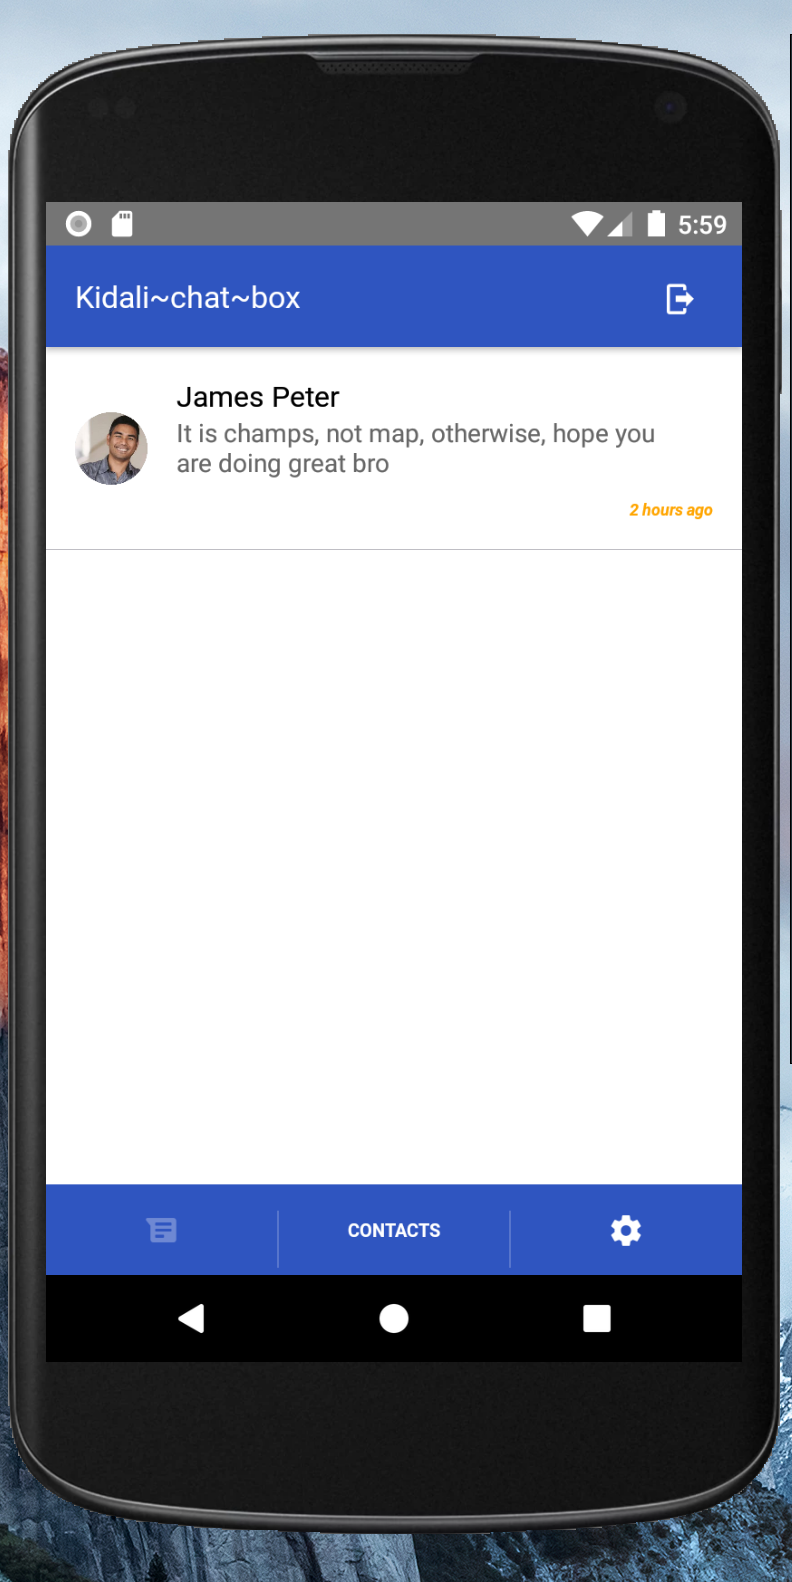 5:59
Kidali~chat~box
James Peter
It is champs, not map, otherwise, hope you
are doing great bro
2 hours ago
CONTACTS